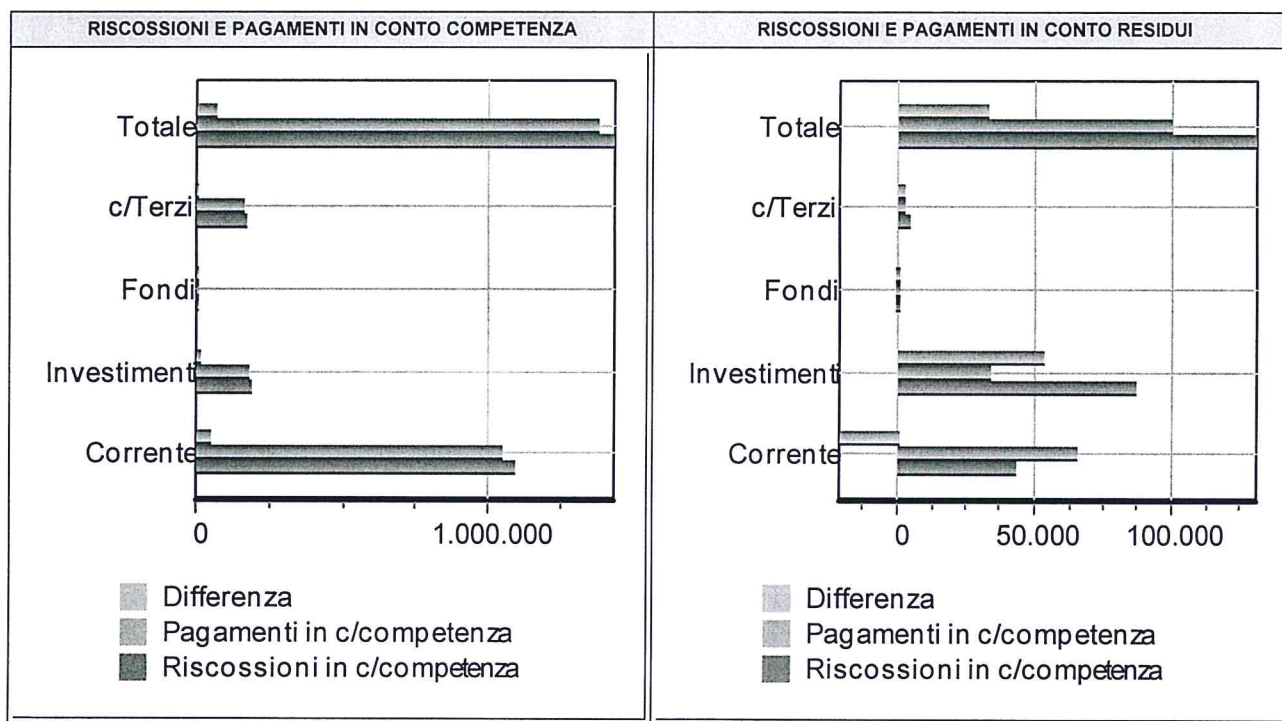 RISCOSSIONI E PAGAMENTI IN CONTO COMPETENZA
Totale
c/Terzi
Fondi
Investimenti
Corrente
0 1.000.000
Differenza
Pagamenti in c/competenza
Riscossioni in c/competenza
RISCOSSIONI E PAGAMENTI IN CONTO RESIDUI
Totale
c/Terzi
Fondi
Investimenti
Corrente
0 50.000 100.000
Differenza
Pagamenti in c/competenza
Riscossioni in c/competenza